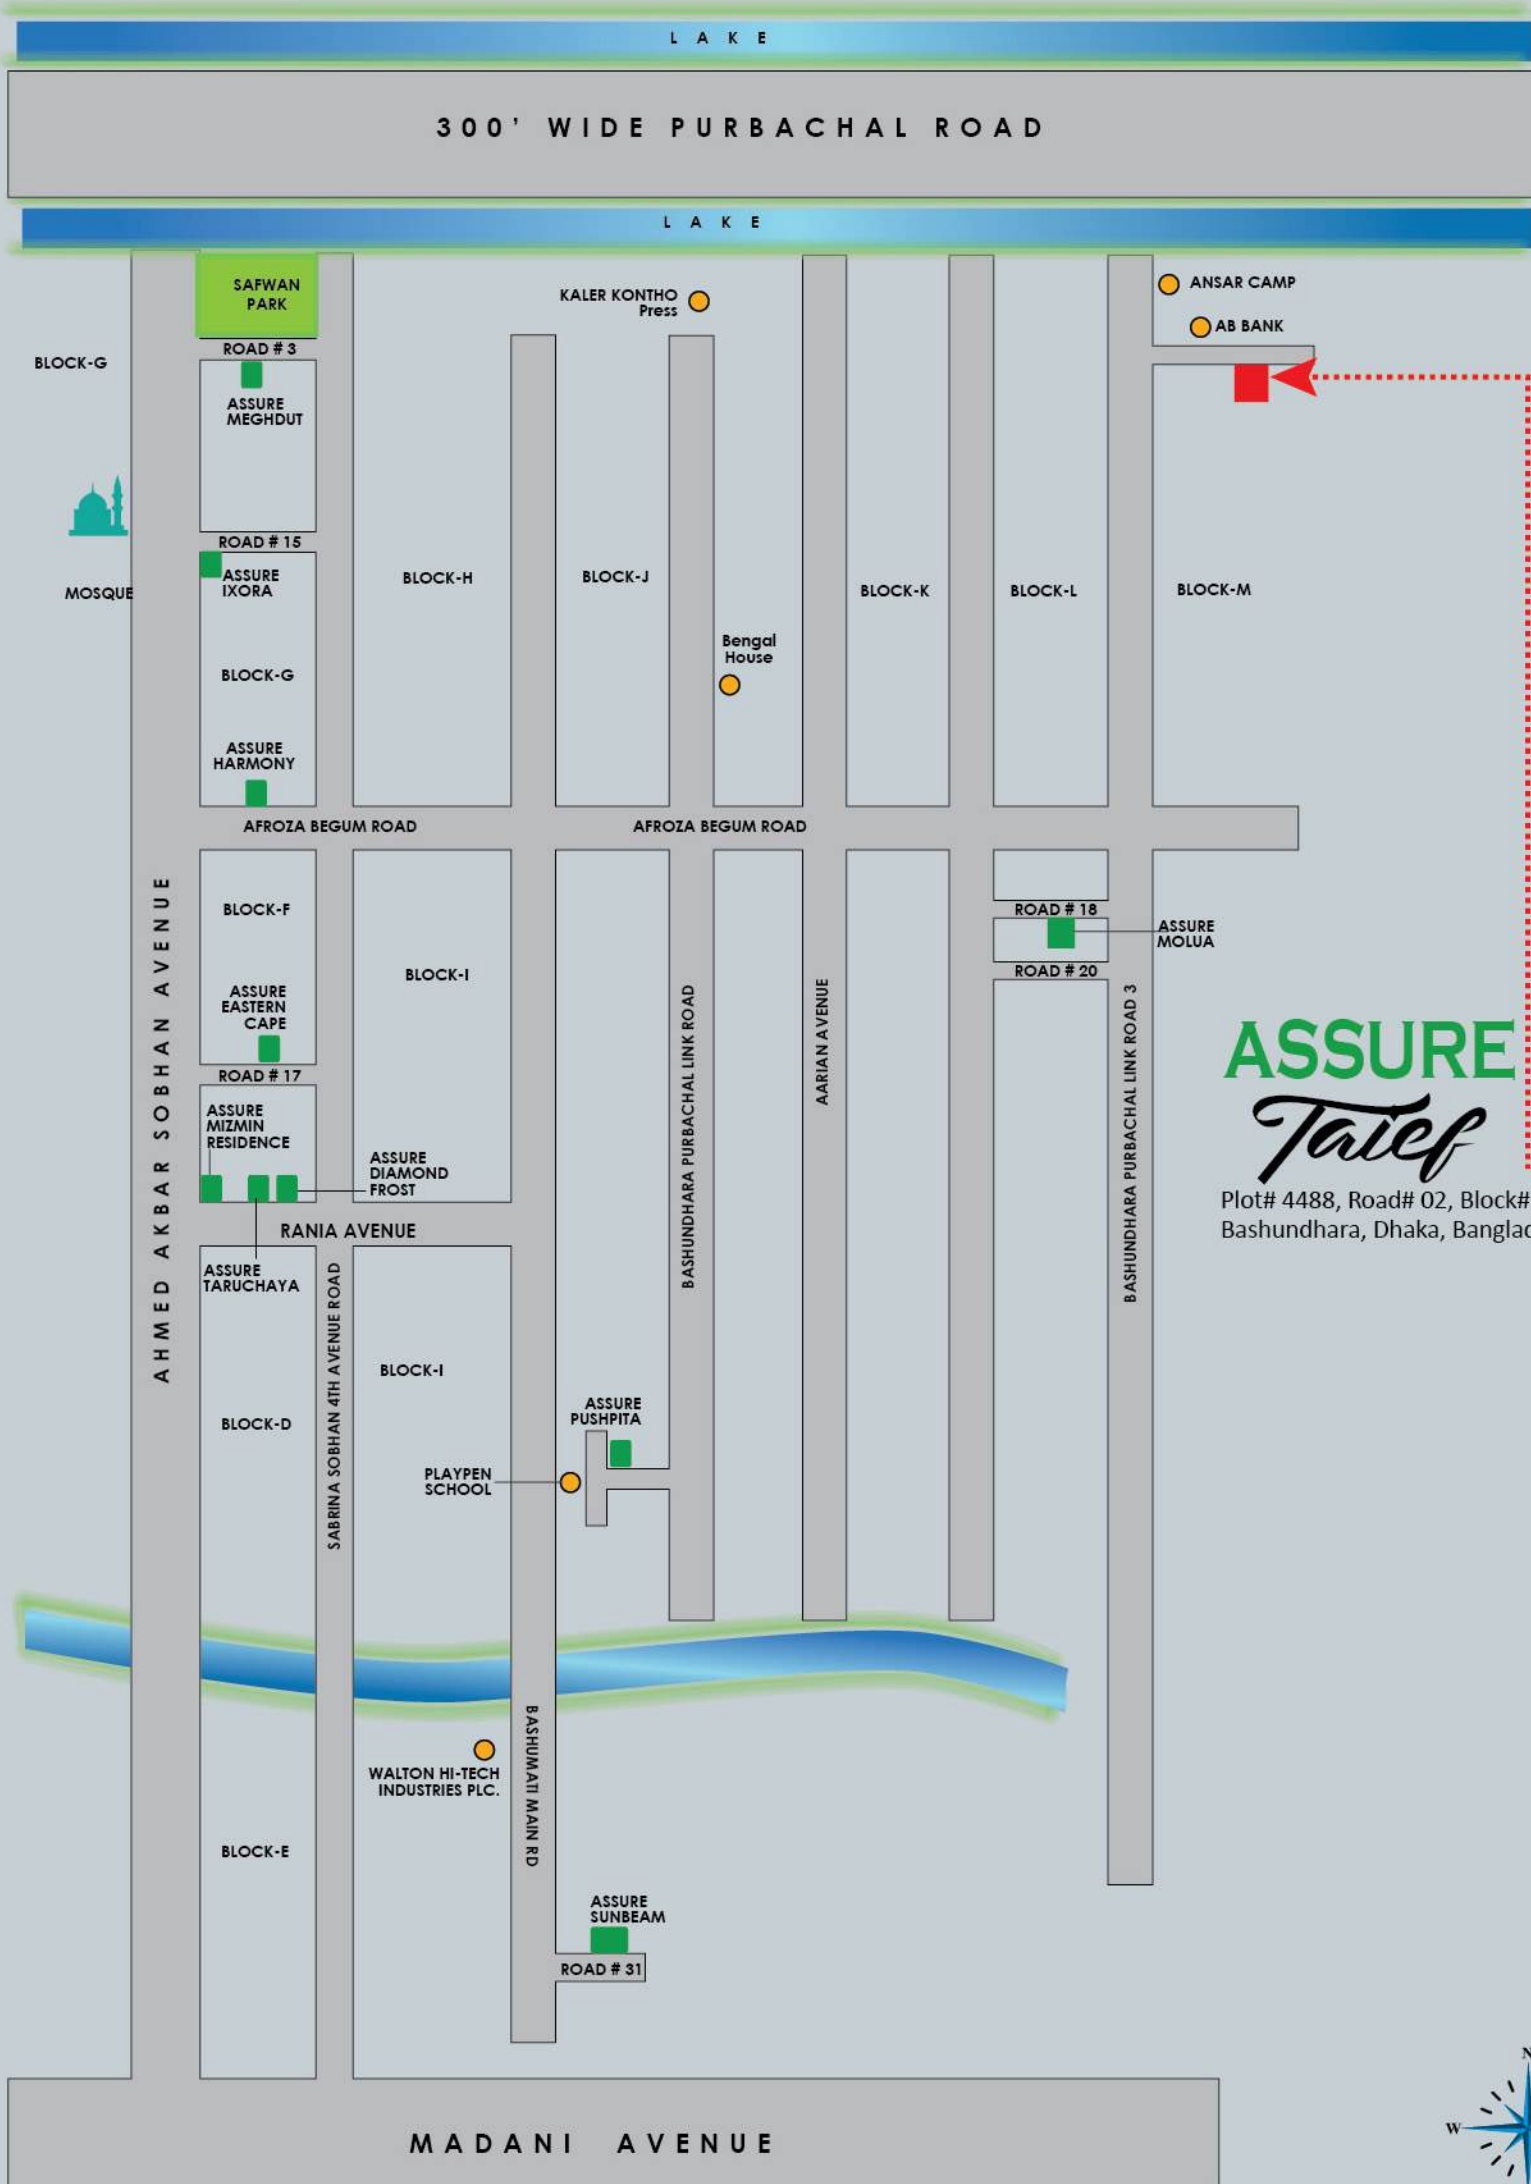 LAKE
300' WIDE PURBACHAL ROAD
LAKE
SAFWAN
PARK
KALER KONTHO
Press
ANSAR CAMP
AB BANK
ROAD # 3
BLOCK-G
ASSURE
MEGHDUT
ROAD # 15
MOSQUE
ASSURE
IXORA
BLOCK-H
BLOCK-J
BLOCK-K
BLOCK-L
BLOCK-M
Bengal
House
BLOCK-G
ASSURE
HARMONY
AFROZA BEGUM ROAD
AFROZA BEGUM ROAD
AHMED AKBAR SOBHAN AVENUE
BLOCK-F
ROAD # 18
ASSURE
MOLUA
ROAD # 20
BLOCK-I
ASSURE
EASTERN
CAPE
ROAD # 17
BASHUNDHARA PURBACHAL LINK ROAD
AARIAN AVENUE
BASHUNDHARA PURBACHAL LINK ROAD 3
ASSURE
Taief
Plot# 4488, Road# 02, Block#
Bashundhara, Dhaka,
ASSURE
MIZMIN
RESIDENCE
ASSURE
DIAMOND
FROST
RANIA AVENUE
ASSURE
TARUCHAYA
SABRINA SOBHAN 4TH AVENUE ROAD
BLOCK-I
BLOCK-D
ASSURE
PUSHPITA
PLAYPEN
SCHOOL
BASHUMATI MAIN RD
WALTON HI-TECH
INDUSTRIES PLC.
BLOCK-E
ASSURE
SUNBEAM
ROAD # 31
N
W
MADANI AVENUE